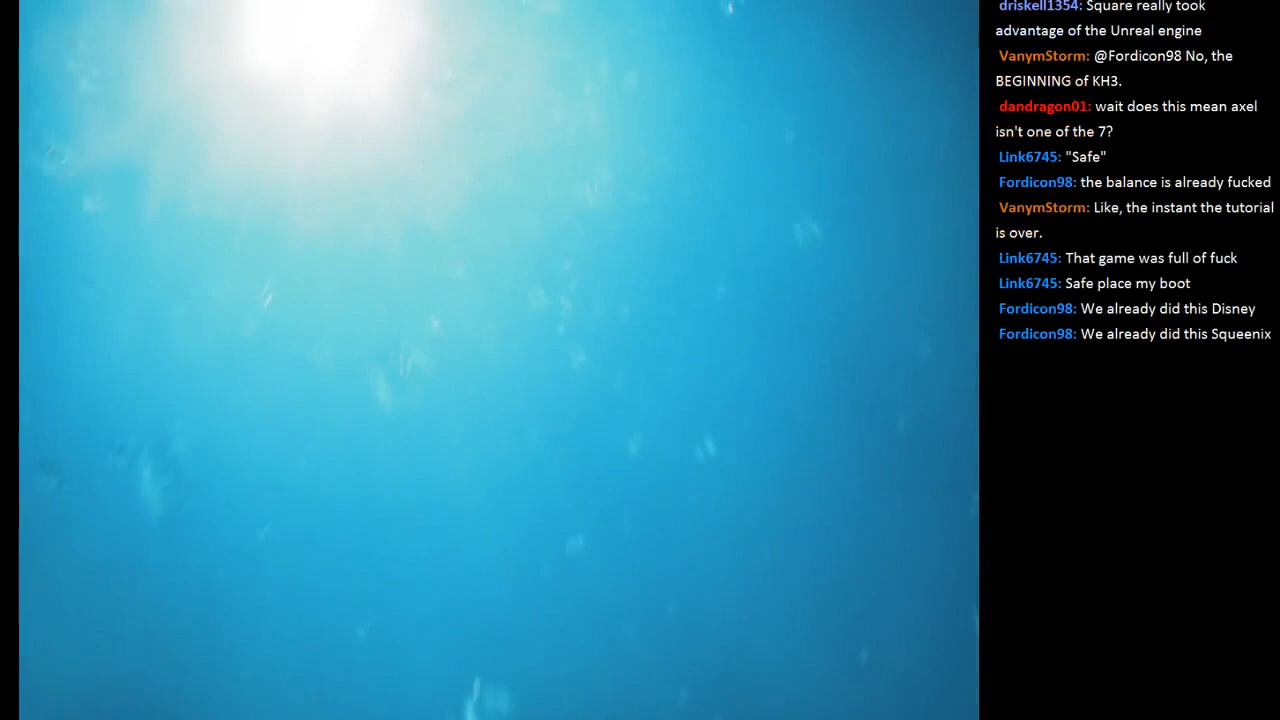 driskell1354: Square really took
advantage of the Unreal engine
VanymStorm: @Fordicon98 No, the
BEGINNING of KH3.
dandragon01: wait does this mean axel
isn't one of the 7?
Link6745: "Safe"
Fordicon98: the balance is already fucked
VanymStorm: Like, the instant the tutorial
is over.
Link6745: That game was full of fuck
Link6745: Safe place my boot
Fordicon98: We already did this Disney
Fordicon98: We already did this Squeenix